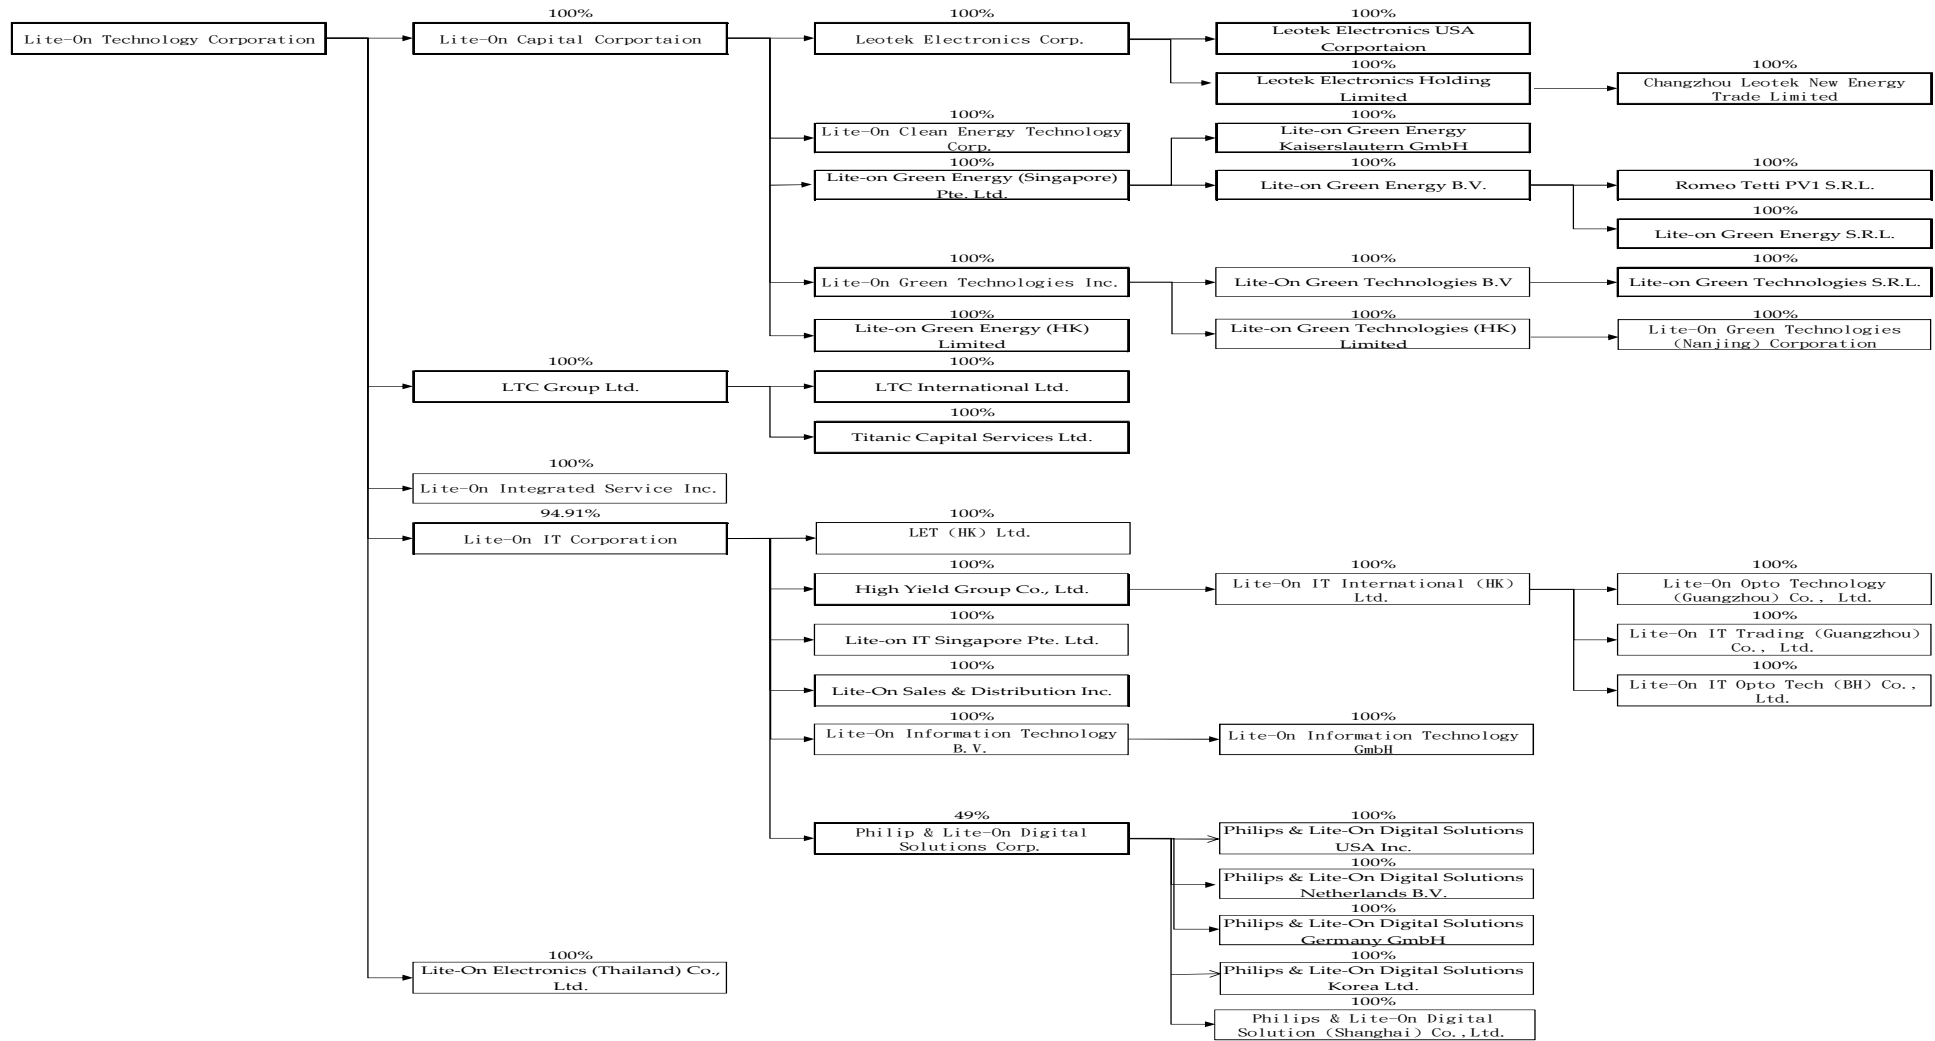 100%
100%
100%
Lite-On Technology Corporation
Lite-On Capital Corportaion
Leotek Electronics Corp.
Leotek Electronics USA
Corportaion
100%
100%
Leotek Electronics Holding
Limited
Changzhou Leotek New Energy
Trade Limited
100%
100%
Lite-On Clean Energy Technology
Corp.
Lite-on Green Energy
Kaiserslautern GmbH
100%
100%
100%
Lite-on Green Energy (Singapore)
Pte. Ltd.
Lite-on Green Energy B.V.
Romeo Tetti PV1 S.R.L.
100%
Lite-on Green Energy S.R.L.
100%
100%
100%
Lite-On Green Technologies Inc.
Lite-On Green Technologies B.V
Lite-on Green Technologies S.R.L.
100%
100%
100%
Lite-on Green Energy (HK)
Limited
Lite-on Green Technologies (HK)
Limited
Lite-On Green Technologies
(Nanjing) Corporation
100%
100%
LTC Group Ltd.
LTC International Ltd.
100%
Titanic Capital Services Ltd.
100%
Lite-On Integrated Service Inc.
94.91%
100%
Lite-On IT Corporation
LET (HK) Ltd.
100%
100%
100%
High Yield Group Co., Ltd.
Lite-On IT International (HK)
Ltd.
Lite-On Opto Technology
(Guangzhou) Co., Ltd.
100%
100%
Lite-on IT Singapore Pte. Ltd.
Lite-On IT Trading (Guangzhou)
Co., Ltd.
100%
100%
Lite-On Sales & Distribution Inc.
Lite-On IT Opto Tech (BH) Co.,
Ltd.
100%
100%
Lite-On Information Technology
B.V.
Lite-On Information Technology
GmbH
49%
100%
Philip & Lite-On Digital
Solutions Corp.
Philips & Lite-On Digital Solutions
USA Inc.
100%
Philips & Lite-On Digital Solutions
Netherlands B.V.
100%
Philips & Lite-On Digital Solutions
Germany GmbH
100%
100%
Lite-On Electronics (Thailand) Co.,
Ltd.
Philips & Lite-On Digital Solutions
Korea Ltd.
100%
Philips & Lite-On Digital
Solution (Shanghai) Co.,Ltd.